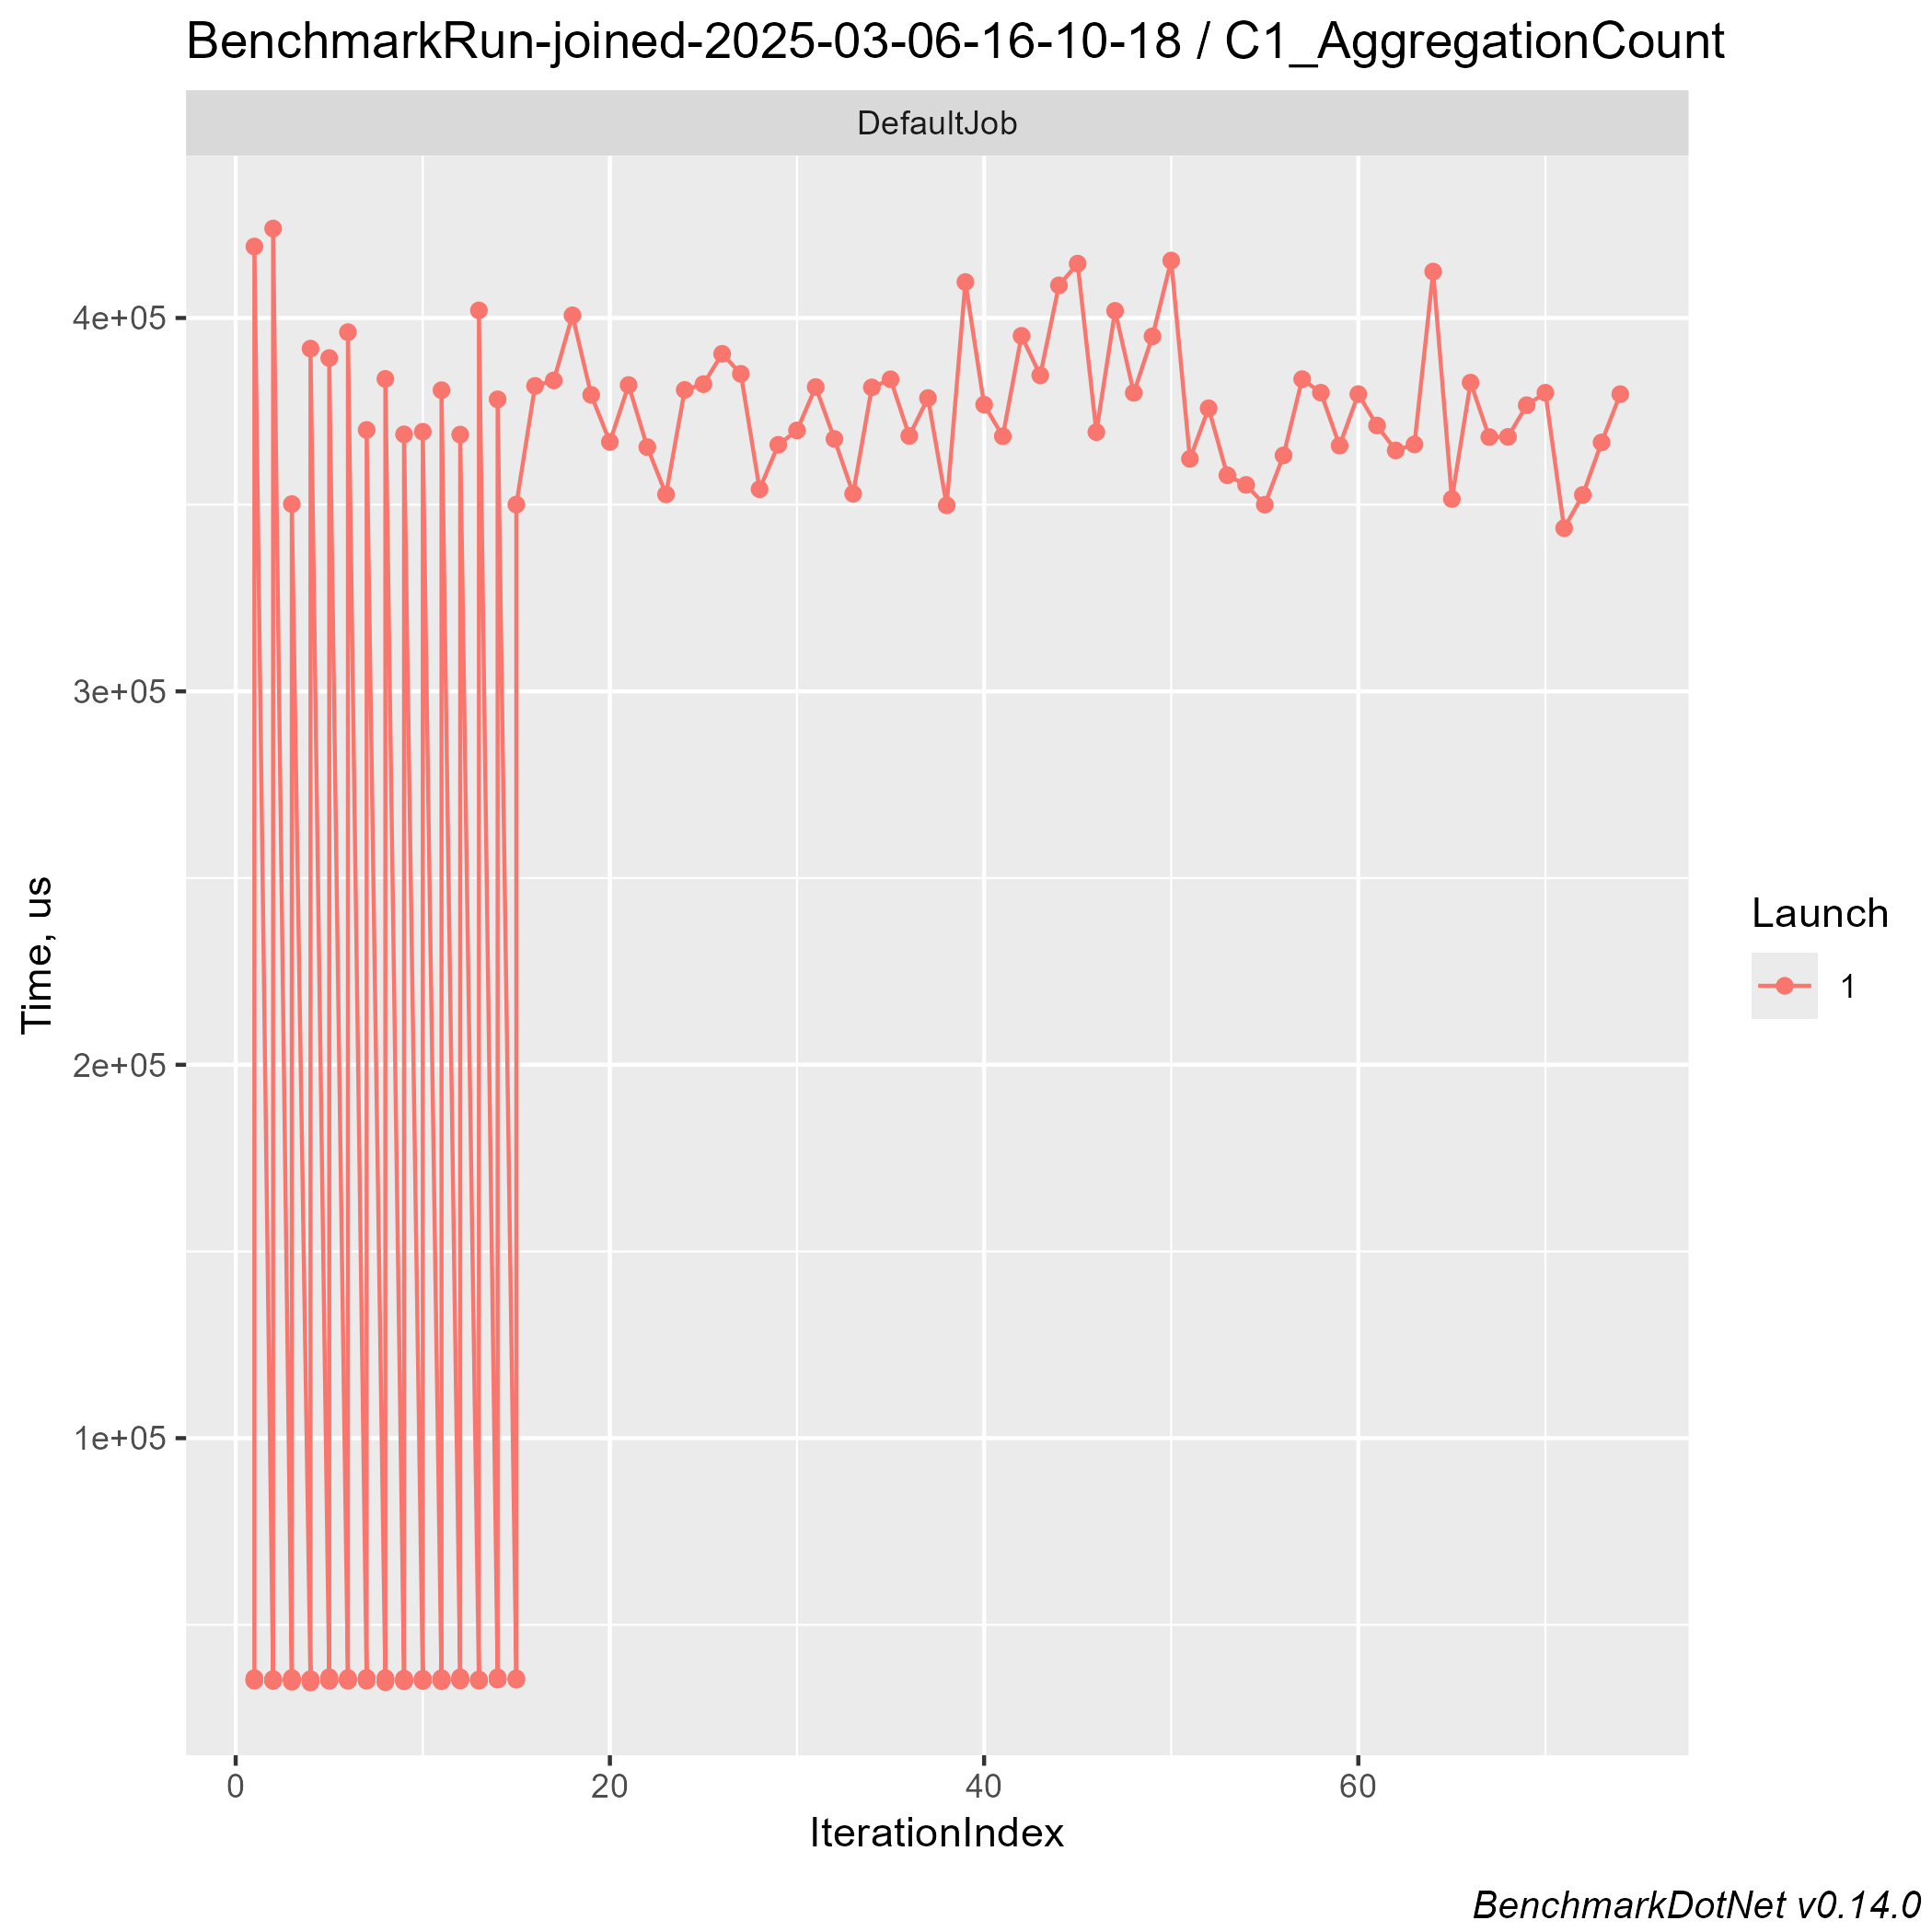 BenchmarkRun-joined-2025-03-06-16-10-18 / C1_AggregationCount
DefaultJob
4e+05
3e+05
2e+05
1e+05
Time, us
0 20 40 60
IterationIndex
Launch
1
BenchmarkDotNet v0.14.0